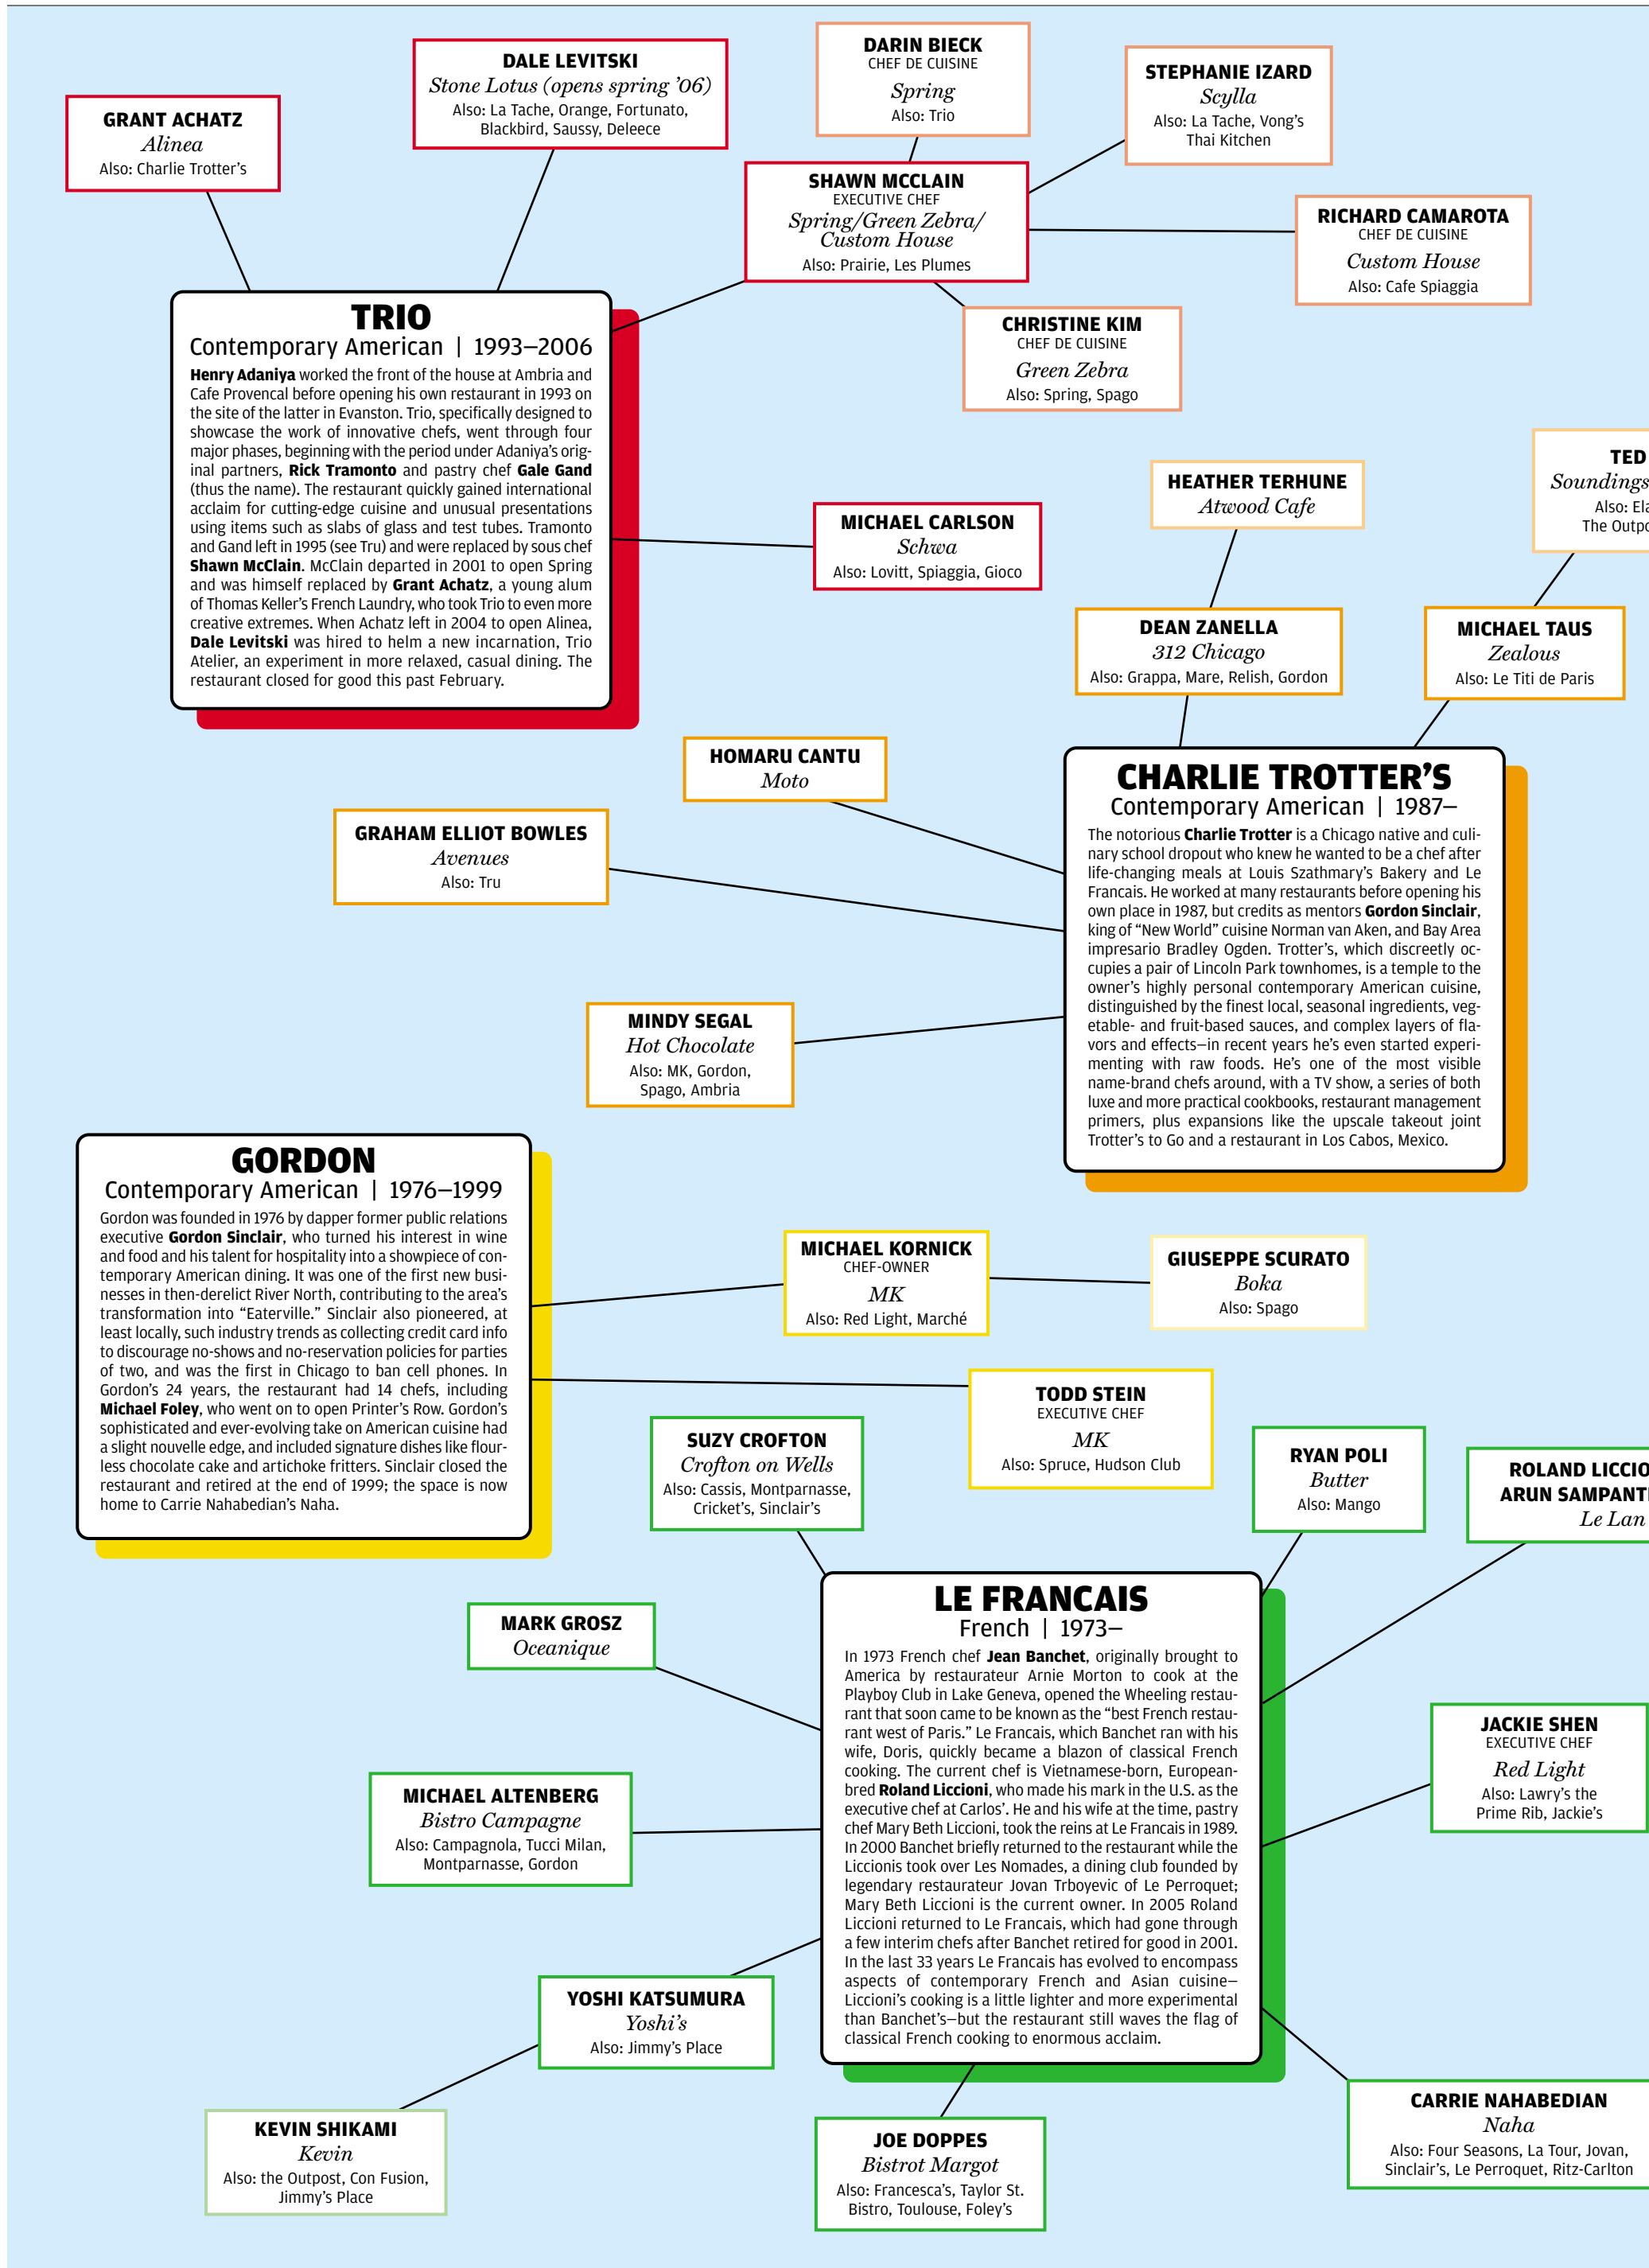 DALE LEVITSKI
Stone Lotus (opens spring ’06)
Also: La Tache, Orange, Fortunato,
Blackbird, Saussy, Deleece
DARIN BIECK
CHEF DE CUISINE
Spring
Also: Trio
STEPHANIE IZARD
Scylla
Also: La Tache, Vong’s
Thai Kitchen
GRANT ACHATZ
Alinea
Also: Charlie Trotter’s
SHAWN MCCLAIN
EXECUTIVE CHEF
Spring/Green Zebra/
Custom House
Also: Prairie, Les Plumes
RICHARD CAMAROTA
CHEF DE CUISINE
Custom House
Also: Cafe Spiaggia
CHRISTINE KIM
CHEF DE CUISINE
Green Zebra
Also: Spring, Spago
TRIO
Contemporary American | 1993–2006
Henry Adaniya worked the front of the house at Ambria and
Cafe Provencal before opening his own restaurant in 1993 on
the site of the latter in Evanston. Trio, specifically designed to
showcase the work of innovative chefs, went through four
major phases, beginning with the period under Adaniya’s orig-
inal partners, Rick Tramonto and pastry chef Gale Gand
(thus the name). The restaurant quickly gained international
acclaim for cutting-edge cuisine and unusual presentations
using items such as slabs of glass and test tubes. Tramonto
and Gand left in 1995 (see Tru) and were replaced by sous chef
Shawn McClain. McClain departed in 2001 to open Spring
and was himself replaced by Grant Achatz, a young alum
of Thomas Keller’s French Laundry, who took Trio to even more
creative extremes. When Achatz left in 2004 to open Alinea,
Dale Levitski was hired to helm a new incarnation, Trio
Atelier, an experiment in more relaxed, casual dining. The
restaurant closed for good this past February.
MICHAEL CARLSON
Schwa
Also: Lovitt, Spiaggia, Gioco
HEATHER TERHUNE
Atwood Cafe
TED
Soundings
Also: Ela
The Outpo
DEAN ZANELLA
312 Chicago
Also: Grappa, Mare, Relish, Gordon
MICHAEL TAUS
Zealous
Also: Le Titi de Paris
HOMARU CANTU
Moto
GRAHAM ELLIOT BOWLES
Avenues
Also: Tru
MINDY SEGAL
Hot Chocolate
Also: MK, Gordon,
Spago, Ambria
CHARLIE TROTTER’S
Contemporary American | 1987–
The notorious Charlie Trotter is a Chicago native and culi-
nary school dropout who knew he wanted to be a chef after
life-changing meals at Louis Szathmary’s Bakery and Le
Francais. He worked at many restaurants before opening his
own place in 1987, but credits as mentors Gordon Sinclair,
king of “New World” cuisine Norman van Aken, and Bay Area
impresario Bradley Ogden. Trotter’s, which discreetly oc-
cupies a pair of Lincoln Park townhomes, is a temple to the
owner’s highly personal contemporary American cuisine,
distinguished by the finest local, seasonal ingredients, veg-
etable- and fruit-based sauces, and complex layers of fla-
vors and effects—in recent years he’s even started experi-
menting with raw foods. He’s one of the most visible
name-brand chefs around, with a TV show, a series of both
luxe and more practical cookbooks, restaurant management
primers, plus expansions like the upscale takeout joint
Trotter’s to Go and a restaurant in Los Cabos, Mexico.
GORDON
Contemporary American | 1976–1999
Gordon was founded in 1976 by dapper former public relations
executive Gordon Sinclair, who turned his interest in wine
and food and his talent for hospitality into a showpiece of con-
temporary American dining. It was one of the first new busi-
nesses in then-derelict River North, contributing to the area’s
transformation into “Eaterville.” Sinclair also pioneered, at
least locally, such industry trends as collecting credit card info
to discourage no-shows and no-reservation policies for parties
of two, and was the first in Chicago to ban cell phones. In
Gordon’s 24 years, the restaurant had 14 chefs, including
Michael Foley, who went on to open Printer’s Row. Gordon’s
sophisticated and ever-evolving take on American cuisine had
a slight nouvelle edge, and included signature dishes like flour-
less chocolate cake and artichoke fritters. Sinclair closed the
restaurant and retired at the end of 1999; the space is now
home to Carrie Nahabedian’s Naha.
MICHAEL KORNICK
CHEF-OWNER
MK
Also: Red Light, Marché
GIUSEPPE SCURATO
Boka
Also: Spago
TODD STEIN
EXECUTIVE CHEF
MK
Also: Spruce, Hudson Club
SUZY CROFTON
Crofton on Wells
Also: Cassis, Montparnasse,
Cricket’s, Sinclair’s
RYAN POLI
Butter
Also: Mango
ROLAND LICCIO
ARUN SAMPANT
Le Lan
MARK GROSZ
Oceanique
LE FRANCAIS
French | 1973–
In 1973 French chef Jean Banchet, originally brought to
America by restaurateur Arnie Morton to cook at the
Playboy Club in Lake Geneva, opened the Wheeling restau-
rant that soon came to be known as the “best French restau-
rant west of Paris.” Le Francais, which Banchet ran with his
wife, Doris, quickly became a blazon of classical French
cooking. The current chef is Vietnamese-born, European-
bred Roland Liccioni, who made his mark in the U.S. as the
executive chef at Carlos’. He and his wife at the time, pastry
chef Mary Beth Liccioni, took the reins at Le Francais in 1989.
In 2000 Banchet briefly returned to the restaurant while the
Liccionis took over Les Nomades, a dining club founded by
legendary restaurateur Jovan Trboyevic of Le Perroquet;
Mary Beth Liccioni is the current owner. In 2005 Roland
Liccioni returned to Le Francais, which had gone through
a few interim chefs after Banchet retired for good in 2001.
In the last 33 years Le Francais has evolved to encompass
aspects of contemporary French and Asian cuisine—
Liccioni’s cooking is a little lighter and more experimental
than Banchet’s—but the restaurant still waves the flag of
classical French cooking to enormous acclaim.
JACKIE SHEN
EXECUTIVE CHEF
Red Light
Also: Lawry’s the
Prime Rib, Jackie’s
MICHAEL ALTENBERG
Bistro Campagne
Also: Campagnola, Tucci Milan,
Montparnasse, Gordon
YOSHI KATSUMURA
Yoshi’s
Also: Jimmy’s Place
KEVIN SHIKAMI
Kevin
Also: the Outpost, Con Fusion,
Jimmy’s Place
JOE DOPPES
Bistrot Margot
Also: Francesca’s, Taylor St.
Bistro, Toulouse, Foley’s
CARRIE NAHABEDIAN
Naha
Also: Four Seasons, La Tour, Jovan,
Sinclair’s, Le Perroquet, Ritz-Carlton